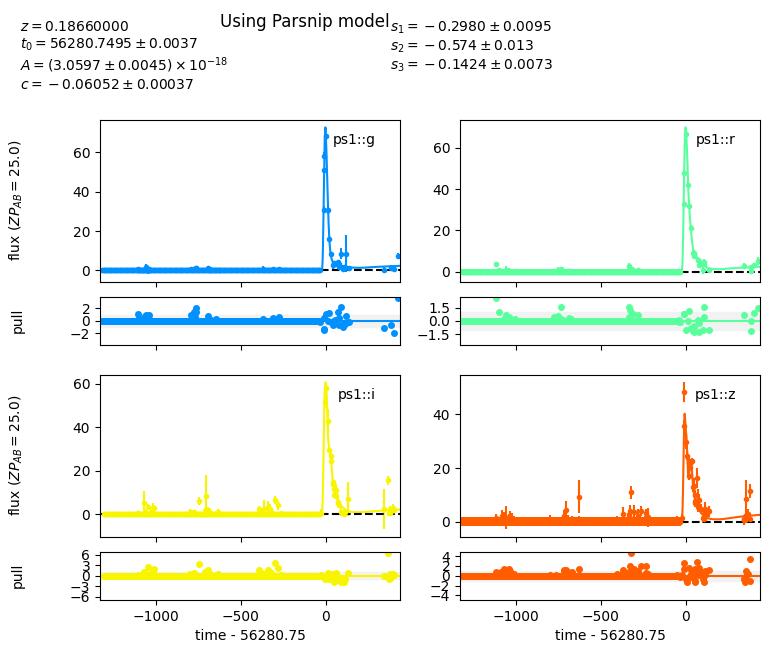 Using Parsnip model
z = 0.18660000
t0 = 56280.7495 ± 0.0037
A = (3.0597 ± 0.0045) × 10^−18
c = −0.06052 ± 0.00037
s1 = −0.2980 ± 0.0095
s2 = −0.574 ± 0.013
s3 = −0.1424 ± 0.0073
flux (ZP_AB = 25.0)
60
40
20
0
ps1::g
60
40
20
0
ps1::r
pull
2
0
−2
1.5
0.0
−1.5
flux (ZP_AB = 25.0)
60
40
20
0
ps1::i
40
20
0
ps1::z
pull
6
3
0
−3
−6
4
2
0
−2
−4
−1000
−500
0
time - 56280.75
−1000
−500
0
time - 56280.75